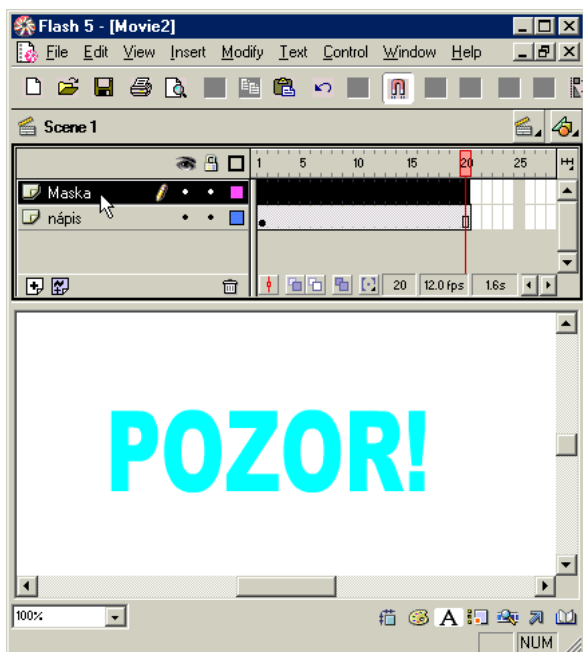 Flash 5 - [Movie2]
File Edit View Insert Modify Text Control Window Help
Scene 1
1 5 10 15 20 25
Maska
nápis
20 12.0 fps 1.6s
POZOR!
100%
A
NUM